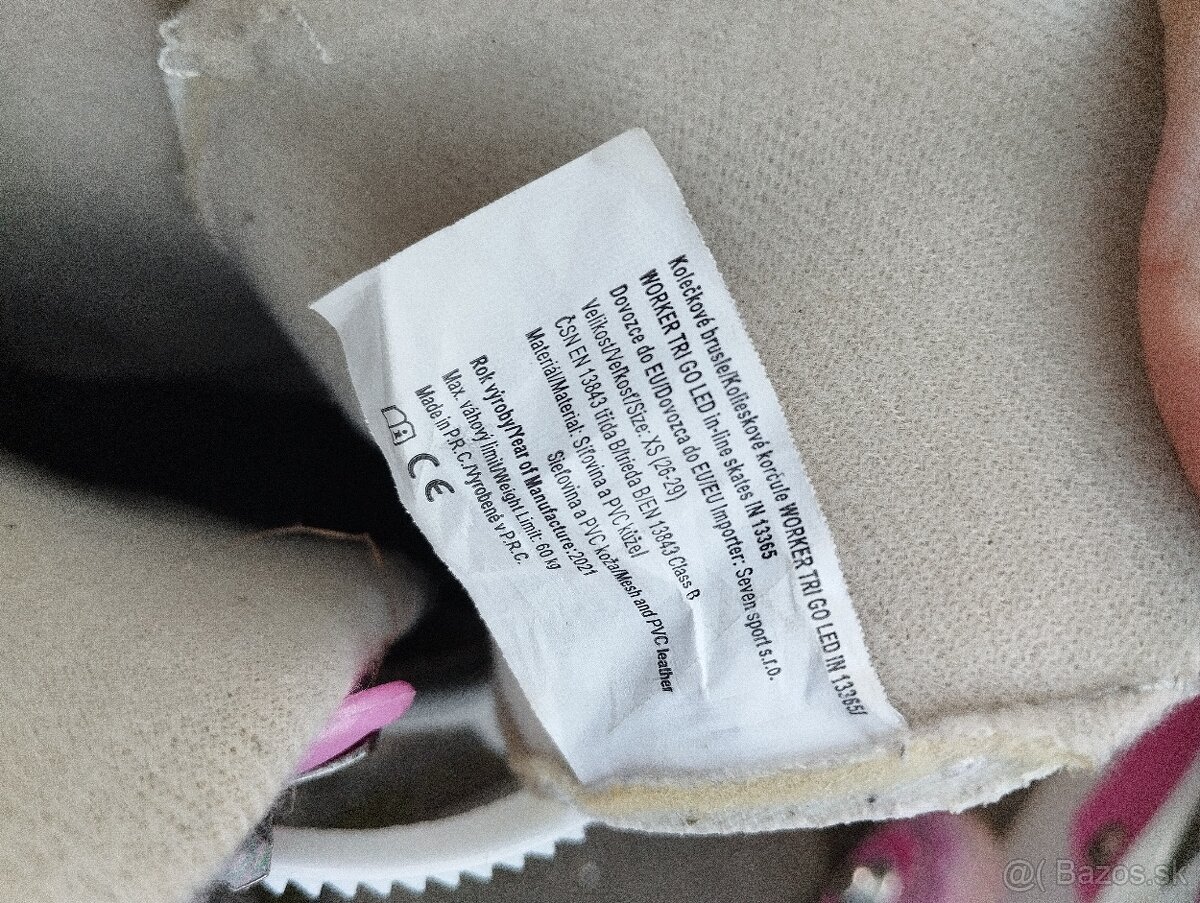 Kolečkové brusle/Kolieskové korčule WORKER TRI GO LED IN 13365/
WORKER TRI GO LED in-line skates IN 13365
Dovozce do EU/Dovozca do EU/EU Importer: Seven sport s.r.o.
Velikost/Veľkosť/Size: XS (26-29)
ČSN EN 13843 třída B/trieda B/EN 13843 Class B
Materiál/Material: Síťovina a PVC kůže/
Sieťovina a PVC koža/Mesh and PVC leather
Rok výroby/Year of Manufacture:2021
Max. váhový limit/Weight Limit: 60 kg
Made in P.R.C./Vyrobené v P.R.C.
CE
@( Bazos.sk